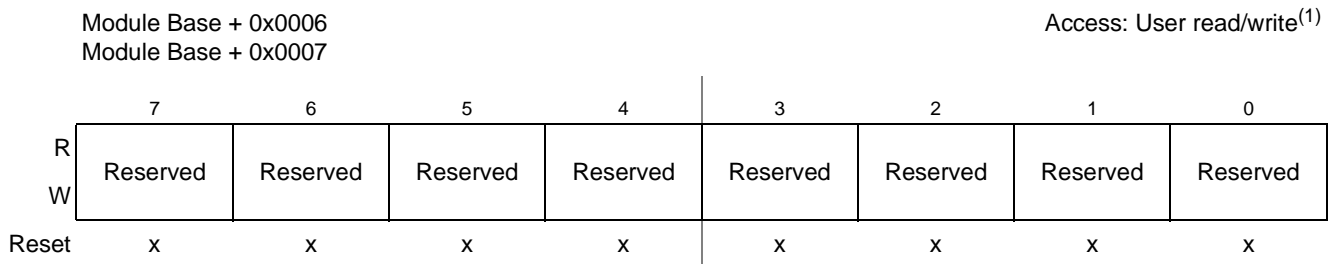 Module Base + 0x0006 Access: User read/write(1)
Module Base + 0x0007
7 6 5 4 3 2 1 0
R
Reserved Reserved Reserved Reserved Reserved Reserved Reserved Reserved
W
Reset x x x x x x x x